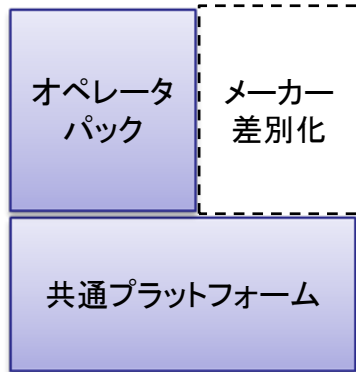 オペレータ
パック
メーカー
差別化
共通プラットフォーム